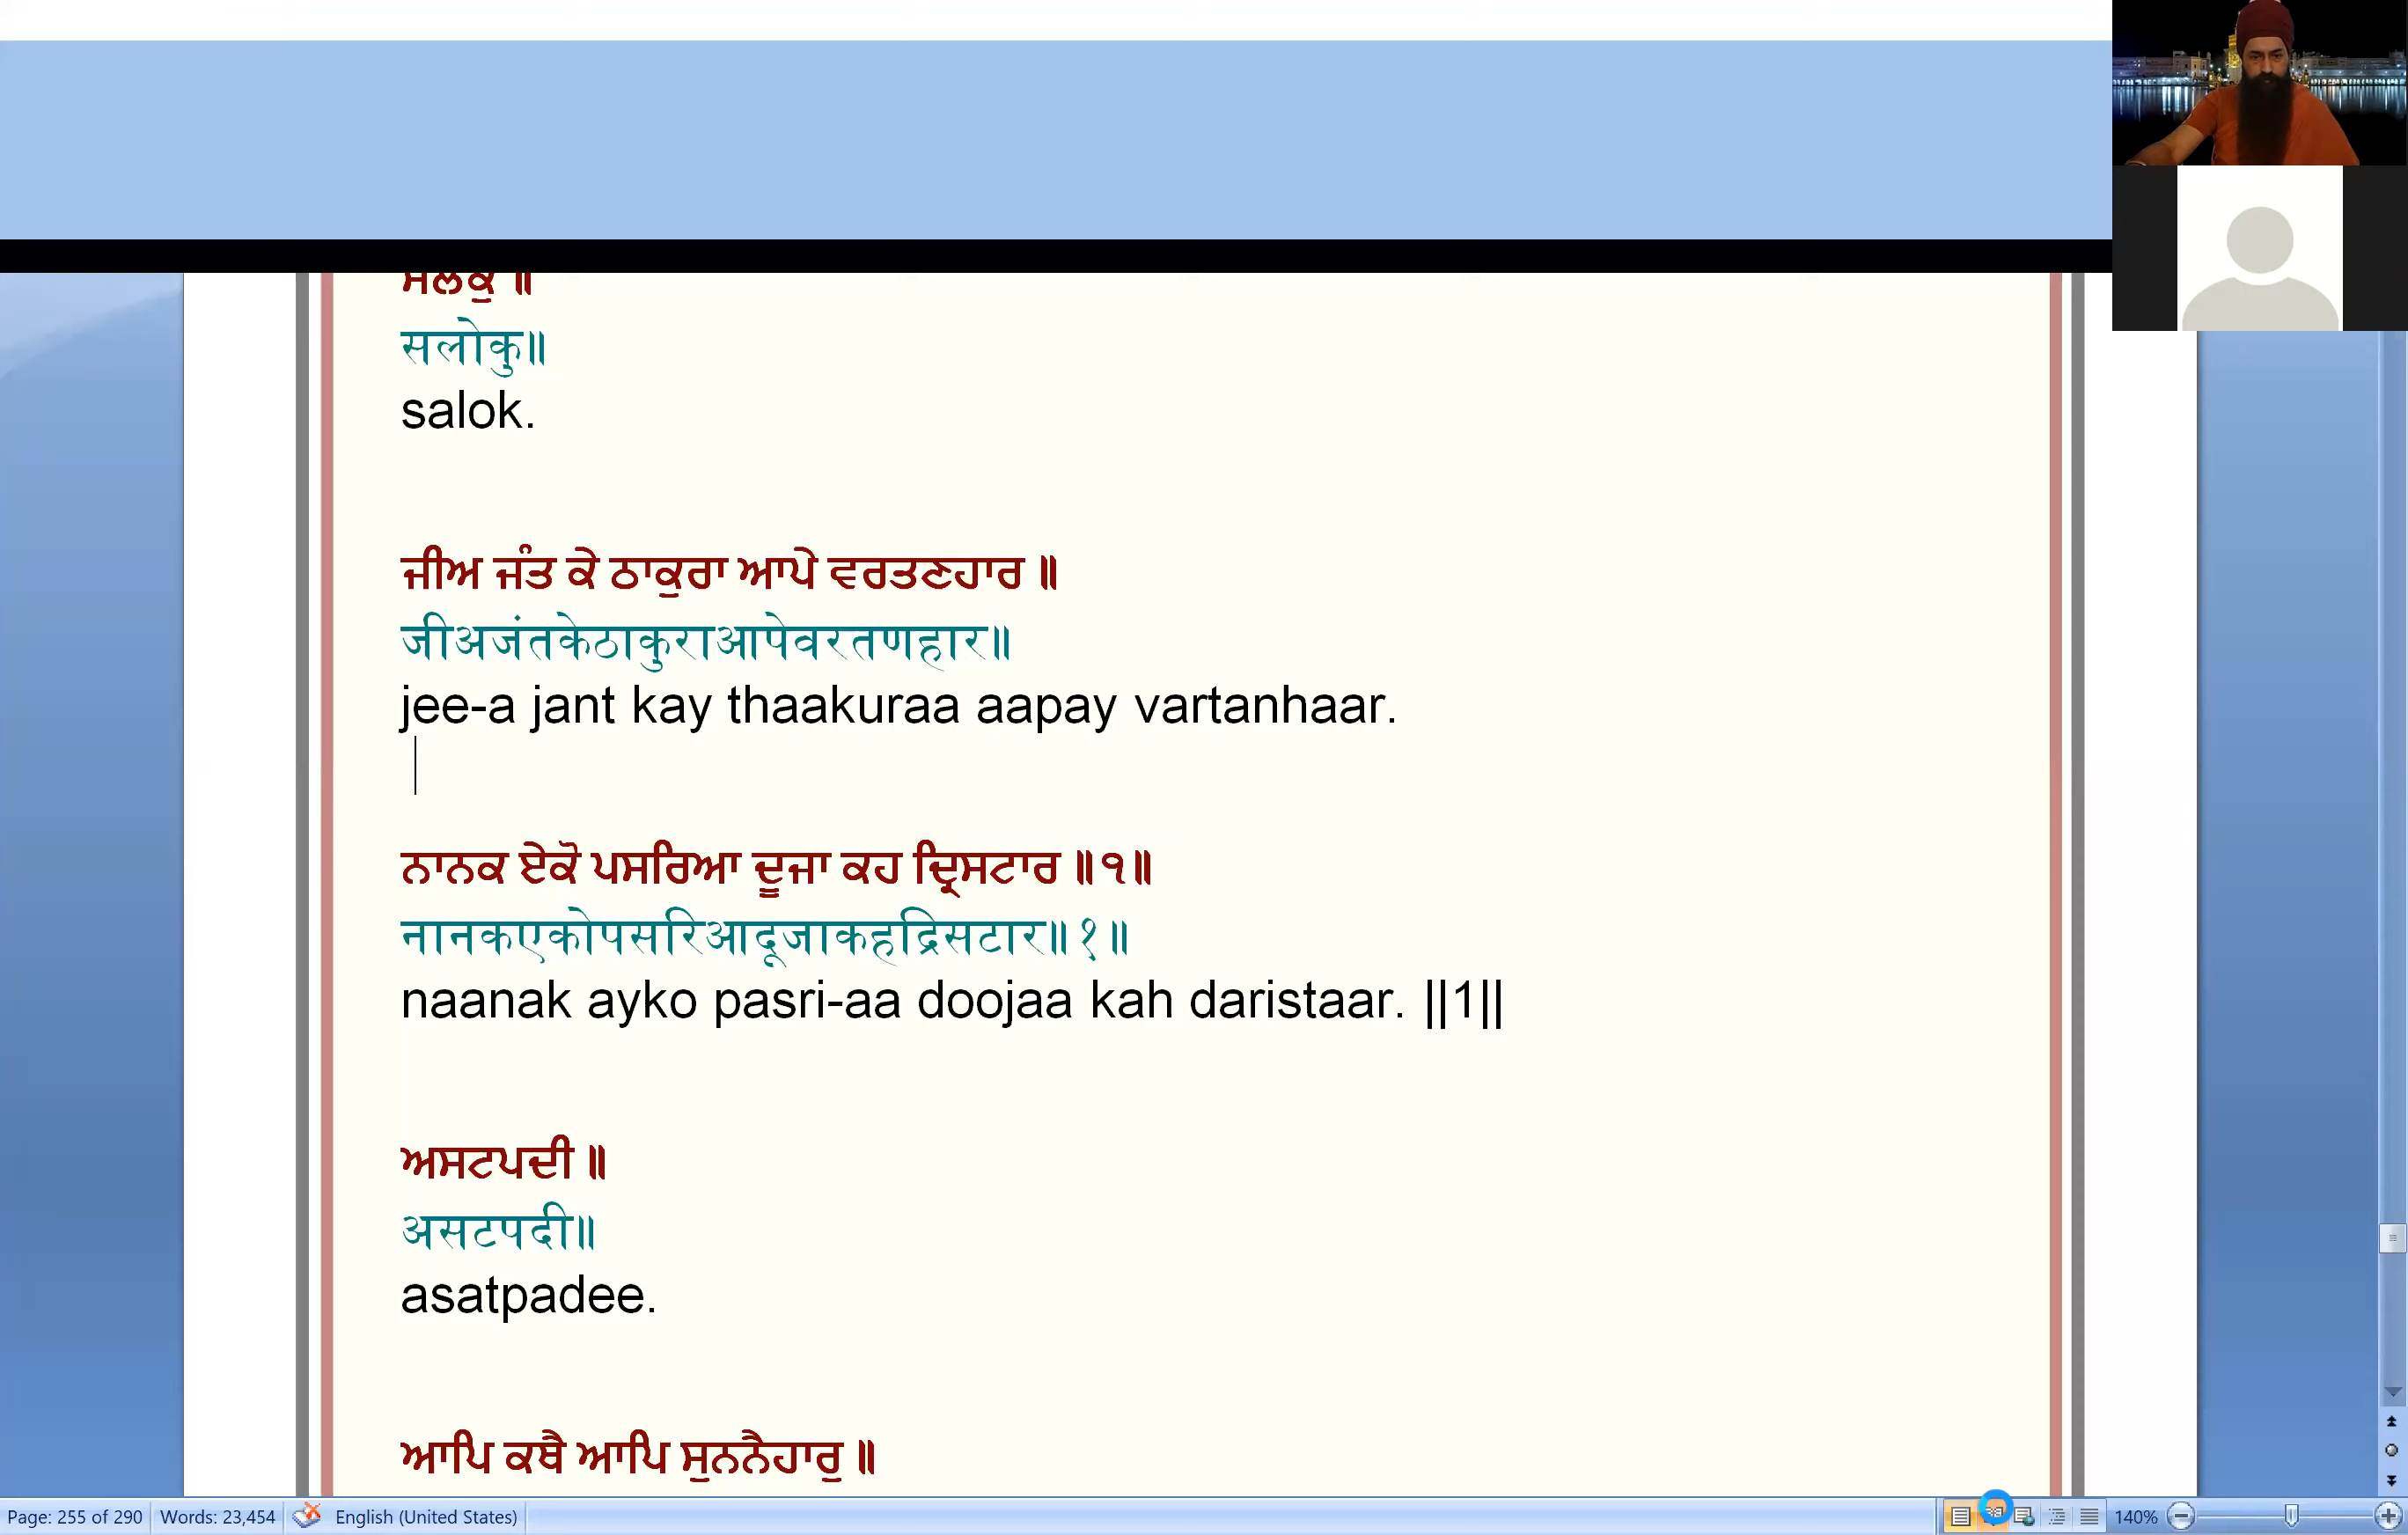 ਸਲੋਕੁ ॥
सलोकु॥
salok.
ਜੀਅ ਜੰਤ ਕੇ ਠਾਕੁਰਾ ਆਪੇ ਵਰਤਣਹਾਰ ॥
जीअजंतकेठाकुराआपेवरतणहार॥
jee-a jant kay thaakuraa aapay vartanhaar.
ਨਾਨਕ ਏਕੋ ਪਸਰਿਆ ਦੂਜਾ ਕਹ ਦ੍ਰਿਸਟਾਰ ॥੧॥
नानकएकोपसरिआदूजाकहद्रिसटार॥१॥
naanak ayko pasri-aa doojaa kah daristaar. ||1||
ਅਸਟਪਦੀ ॥
असटपदी॥
asatpadee.
ਆਪਿ ਕਥੈ ਆਪਿ ਸੁਨਨੈਹਾਰੁ ॥
Page: 255 of 290 Words: 23,454 English (United States) 140%